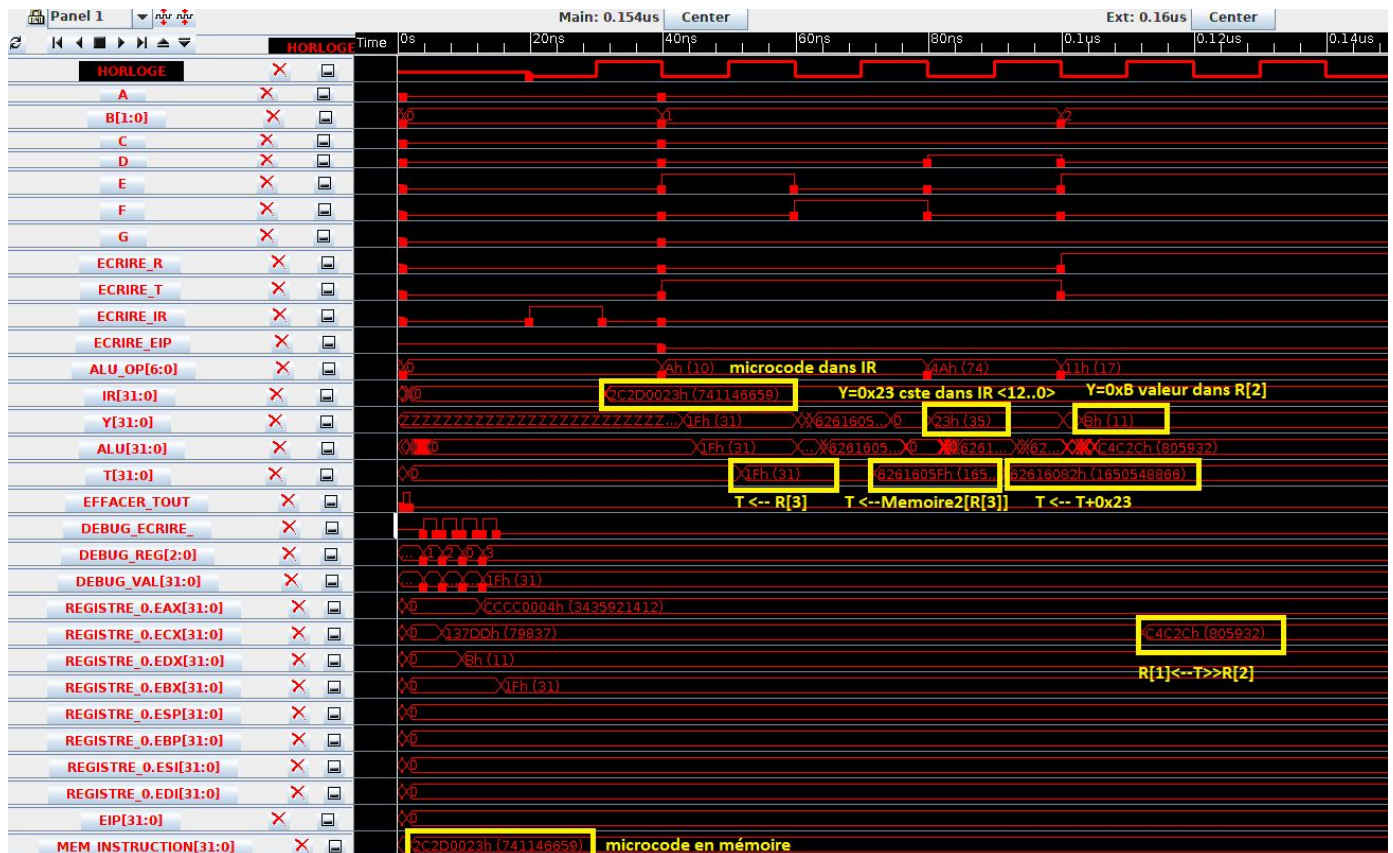 Panel 1 Main: 0.154us Center Ext: 0.16us Center
HORLOGE Time 0s 20ns 40ns 60ns 80ns 0.1us 0.12us 0.14us
HORLOGE
A
B[1:0] 0 1 2
C
D
E
F
G
ECRIRE_R
ECRIRE_T
ECRIRE_IR
ECRIRE_EIP
ALU_OP[6:0] 0 Ah (10) microcode dans IR 4Ah (74) 11h (17)
IR[31:0] 0 2C2D0023h (741146659) Y=0x23 cste dans IR <12..0> Y=0xB valeur dans R[2]
Y[31:0] ZZZZZZZZZZZZZZZZZZZZZZZZZZ... 1Fh (31) 6261605... 0 23h (35) Bh (11)
ALU[31:0] 0 1Fh (31) ... 6261605... 0 6261... 62... C4C2Ch (805932)
T[31:0] 0 1Fh (31) 6261605Fh (165... 62616082h (1650548866)
EFFACER_TOUT T <-- R[3] T <--Memoire2[R[3]] T <-- T+0x23
DEBUG_ECRIRE_
DEBUG_REG[2:0] ... 1 2 0 3
DEBUG_VAL[31:0] ... ... 1Fh (31)
REGISTRE_0.EAX[31:0] 0 CCCC0004h (3435921412)
REGISTRE_0.ECX[31:0] 0 137DDh (79837) C4C2Ch (805932)
REGISTRE_0.EDX[31:0] 0 Bh (11)
R[1]<--T>>R[2]
REGISTRE_0.EBX[31:0] 0 1Fh (31)
REGISTRE_0.ESP[31:0] 0
REGISTRE_0.EBP[31:0] 0
REGISTRE_0.ESI[31:0] 0
REGISTRE_0.EDI[31:0] 0
EIP[31:0] 0
MEM_INSTRUCTION[31:0] 2C2D0023h (741146659) microcode en mémoire